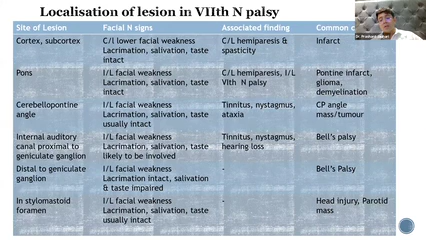 Localisation of lesion in VIIth N palsy
Site of Lesion Facial N signs Associated finding Common
Cortex, subcortex C/L lower facial weakness C/L hemiparesis & Infarct
Lacrimation, salivation, taste spasticity
intact
Pons I/L facial weakness C/L hemiparesis, I/L Pontine infarct,
Lacrimation, salivation, taste VIth N palsy glioma,
intact demyelination
Cerebellopontine I/L facial weakness Tinnitus, nystagmus, CP angle
angle Lacrimation, salivation, taste ataxia mass/tumour
usually intact
Internal auditory I/L facial weakness Tinnitus, nystagmus, Bell's palsy
canal proximal to Lacrimation, salivation, taste hearing loss
geniculate ganglion likely to be involved
Distal to geniculate I/L facial weakness - Bell's Palsy
ganglion Lacrimation intact, salivation
& taste impaired
In stylomastoid I/L facial weakness - Head injury, Parotid
foramen Lacrimation, salivation, taste mass
usually intact